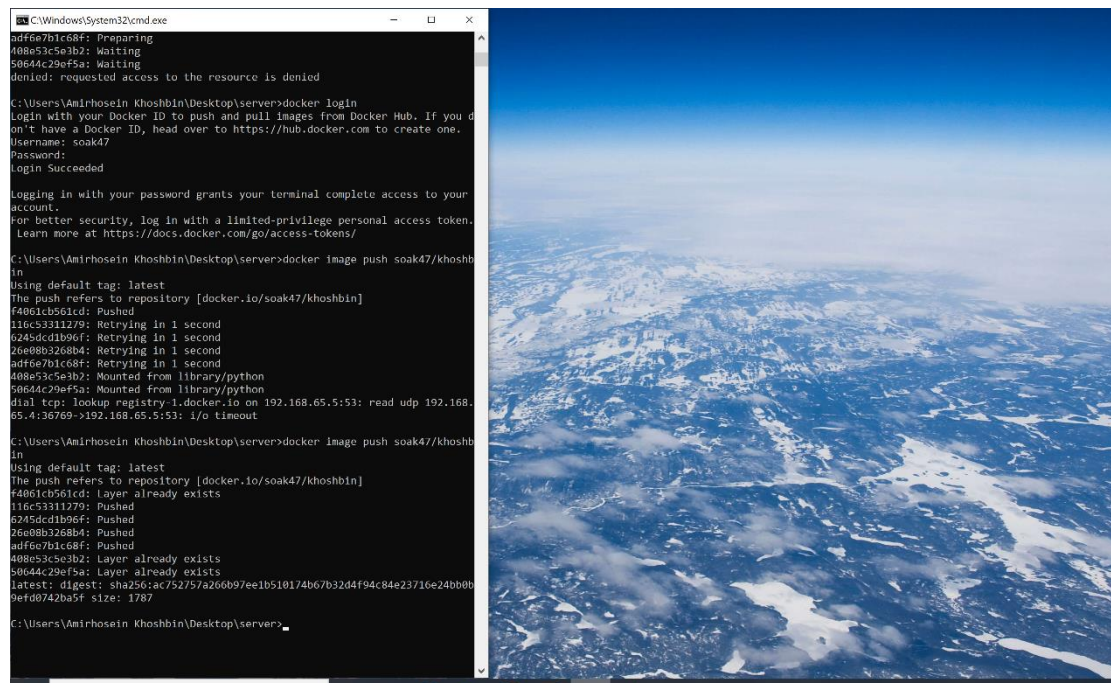 C:\Windows\System32\cmd.exe
adf6e7b1c68f: Preparing
408e53c5e3b2: Waiting
50644c29ef5a: Waiting
denied: requested access to the resource is denied
C:\Users\Amirhosein Khoshbin\Desktop\server>docker login
Login with your Docker ID to push and pull images from Docker Hub. If you d
on't have a Docker ID, head over to https://hub.docker.com to create one.
Username: soak47
Password:
Login Succeeded
Logging in with your password grants your terminal complete access to your
account.
For better security, log in with a limited-privilege personal access token.
Learn more at https://docs.docker.com/go/access-tokens/
C:\Users\Amirhosein Khoshbin\Desktop\server>docker image push soak47/khoshb
in
Using default tag: latest
The push refers to repository [docker.io/soak47/khoshbin]
f4061cb561cd: Pushed
116c53311279: Retrying in 1 second
6245dcd1b96f: Retrying in 1 second
26e08b3268b4: Retrying in 1 second
adf6e7b1c68f: Retrying in 1 second
408e53c5e3b2: Mounted from library/python
50644c29ef5a: Mounted from library/python
dial tcp: lookup registry-1.docker.io on 192.168.65.5:53: read udp 192.168.
65.4:36769->192.168.65.5:53: i/o timeout
C:\Users\Amirhosein Khoshbin\Desktop\server>docker image push soak47/khoshb
in
Using default tag: latest
The push refers to repository [docker.io/soak47/khoshbin]
f4061cb561cd: Layer already exists
116c53311279: Pushed
6245dcd1b96f: Pushed
26e08b3268b4: Pushed
adf6e7b1c68f: Pushed
408e53c5e3b2: Layer already exists
50644c29ef5a: Layer already exists
latest: digest: sha256:ac752757a266b97ee1b510174b67b32d4f94c84e23716e24bb0b
9efd0742ba5f size: 1787
C:\Users\Amirhosein Khoshbin\Desktop\server>